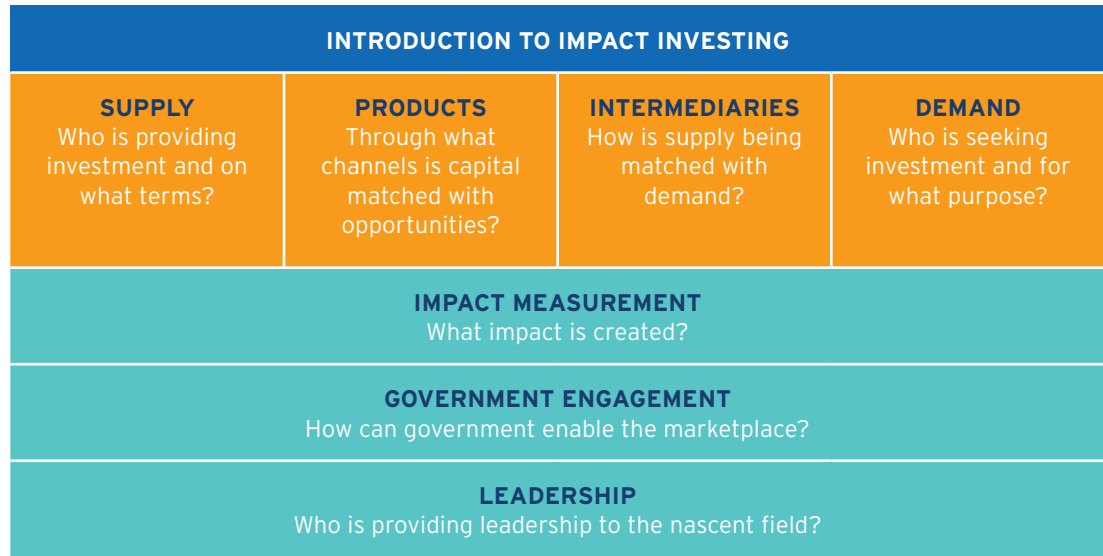 INTRODUCTION TO IMPACT INVESTING
SUPPLY
Who is providing
investment and on
what terms?
PRODUCTS
Through what
channels is capital
matched with
opportunities?
INTERMEDIARIES
How is supply being
matched with
demand?
DEMAND
Who is seeking
investment and for
what purpose?
IMPACT MEASUREMENT
What impact is created?
GOVERNMENT ENGAGEMENT
How can government enable the marketplace?
LEADERSHIP
Who is providing leadership to the nascent field?